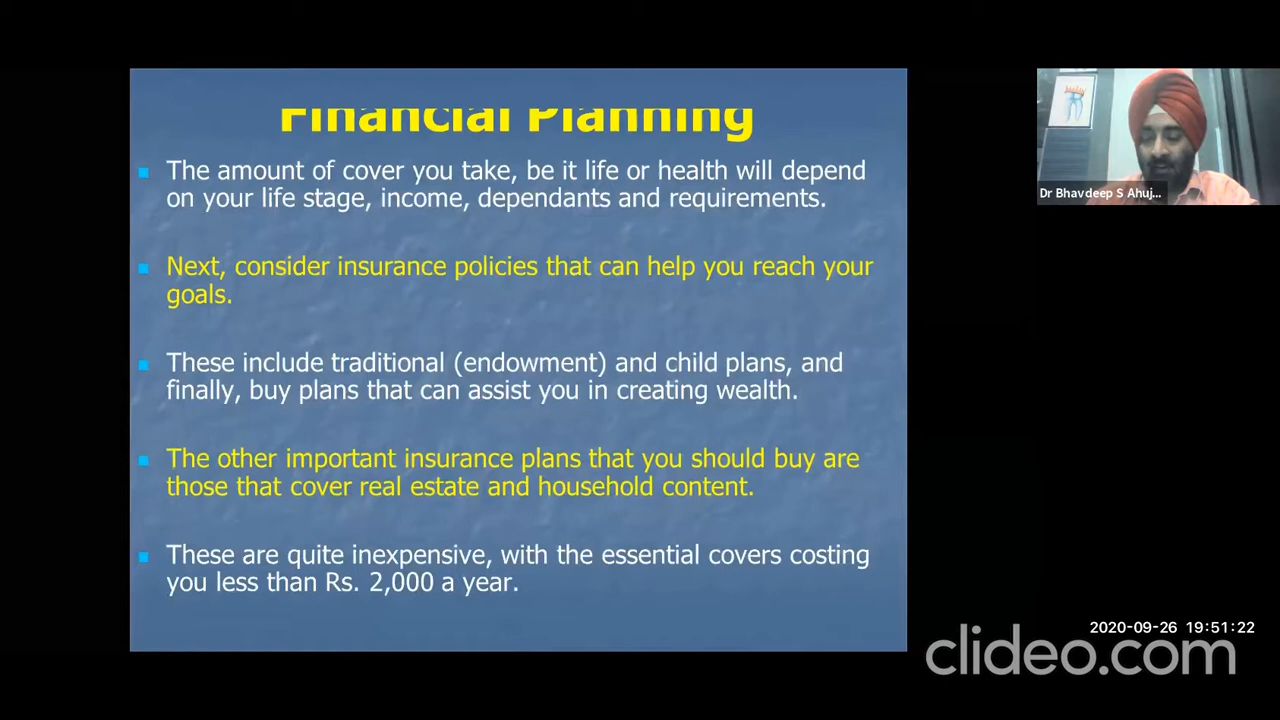 Financial Planning
The amount of cover you take, be it life or health will depend
on your life stage, income, dependants and requirements.
Next, consider insurance policies that can help you reach your
goals.
These include traditional (endowment) and child plans, and
finally, buy plans that can assist you in creating wealth.
The other important insurance plans that you should buy are
those that cover real estate and household content.
These are quite inexpensive, with the essential covers costing
you less than Rs. 2,000 a year.
Dr Bhavdeep S Ahuj...
2020-09-26 19:51:22
clideo.com